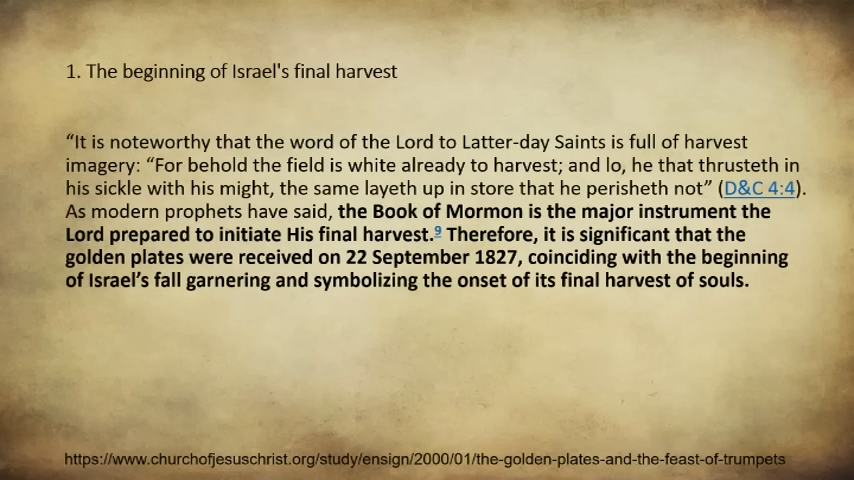 1. The beginning of Israel's final harvest
“It is noteworthy that the word of the Lord to Latter-day Saints is full of harvest
imagery: “For behold the field is white already to harvest; and lo, he that thrusteth in
his sickle with his might, the same layeth up in store that he perisheth not” (D&C 4:4).
As modern prophets have said, the Book of Mormon is the major instrument the
Lord prepared to initiate His final harvest.9 Therefore, it is significant that the
golden plates were received on 22 September 1827, coinciding with the beginning
of Israel’s fall garnering and symbolizing the onset of its final harvest of souls.
https://www.churchofjesuschrist.org/study/ensign/2000/01/the-golden-plates-and-the-feast-of-trumpets